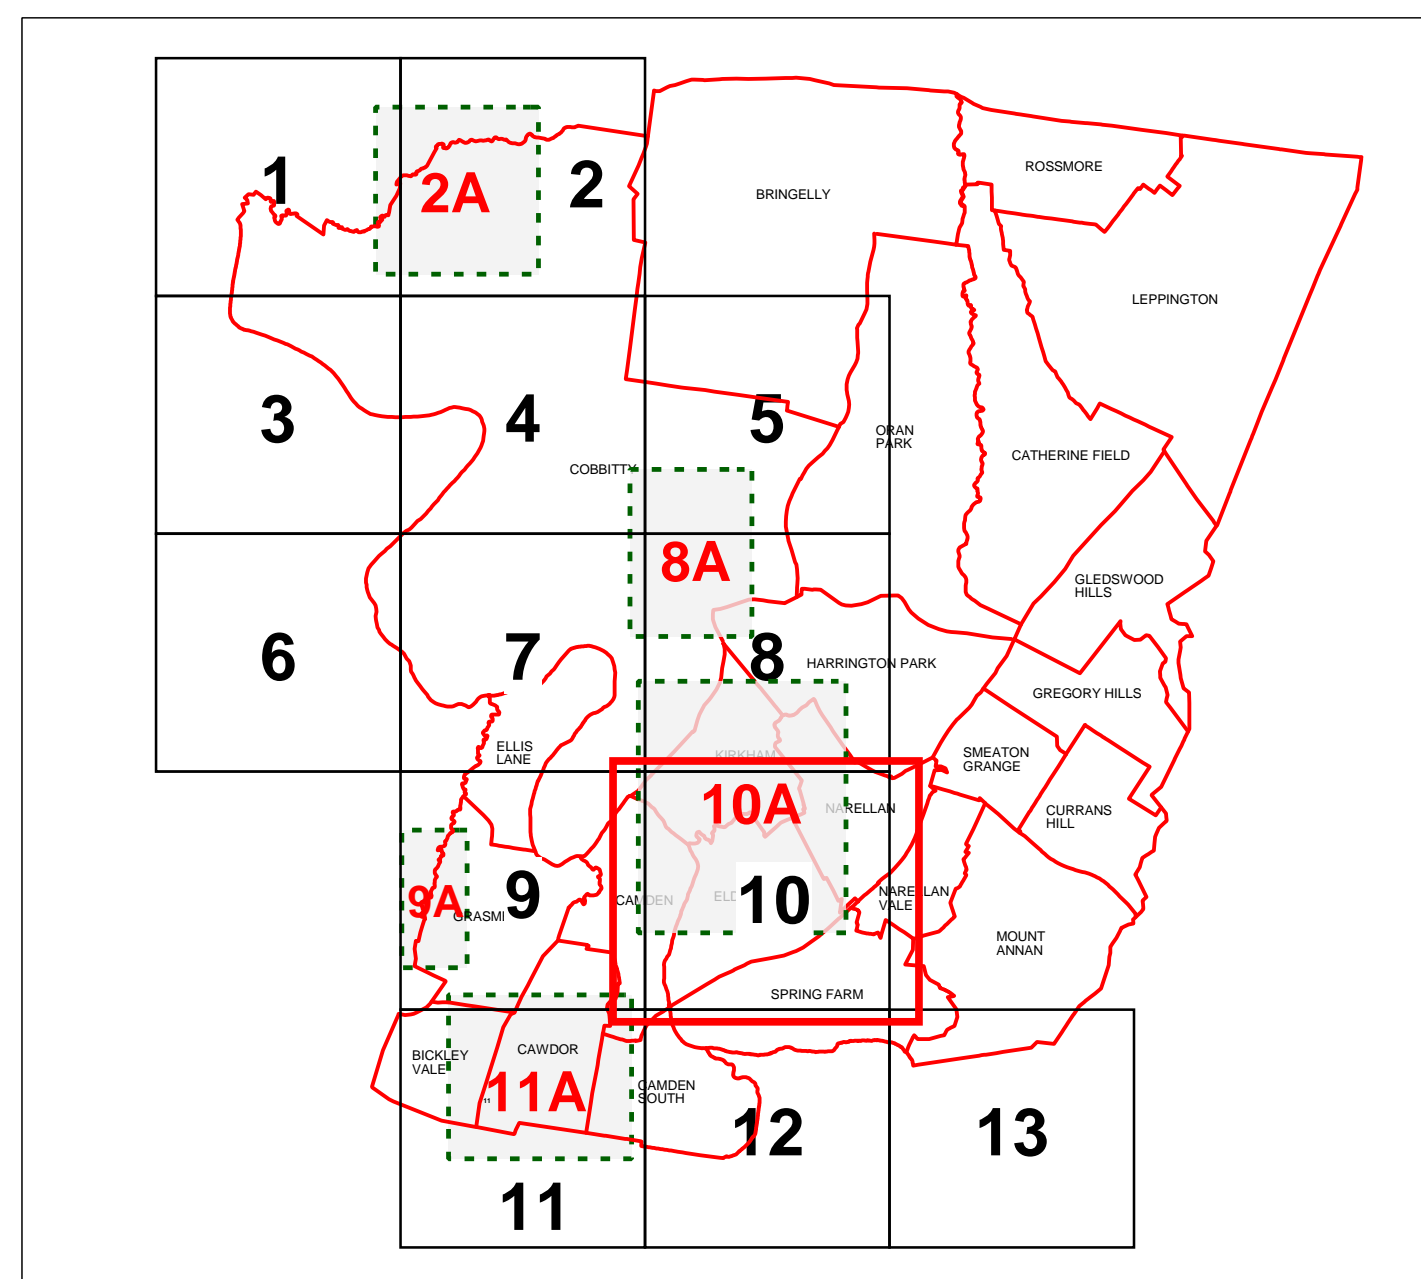 ROSSMORE
1
2A
2
BRINGELLY
LEPPINGTON
3
4
5
ORAN
PARK
CATHERINE FIELD
COBBITTY
8A
GLEDSWOOD
HILLS
6
7
8
HARRINGTON PARK
GREGORY HILLS
ELLIS
LANE
KIRKHAM
SMEATON
GRANGE
10A
NARELLAN
CURRANS
HILL
9A
GRASMI
9
CAMDEN
ELD
10
NARELLAN
VALE
MOUNT
ANNAN
SPRING FARM
BICKLEY
VALE
CAWDOR
11A
CAMDEN
SOUTH
12
13
11